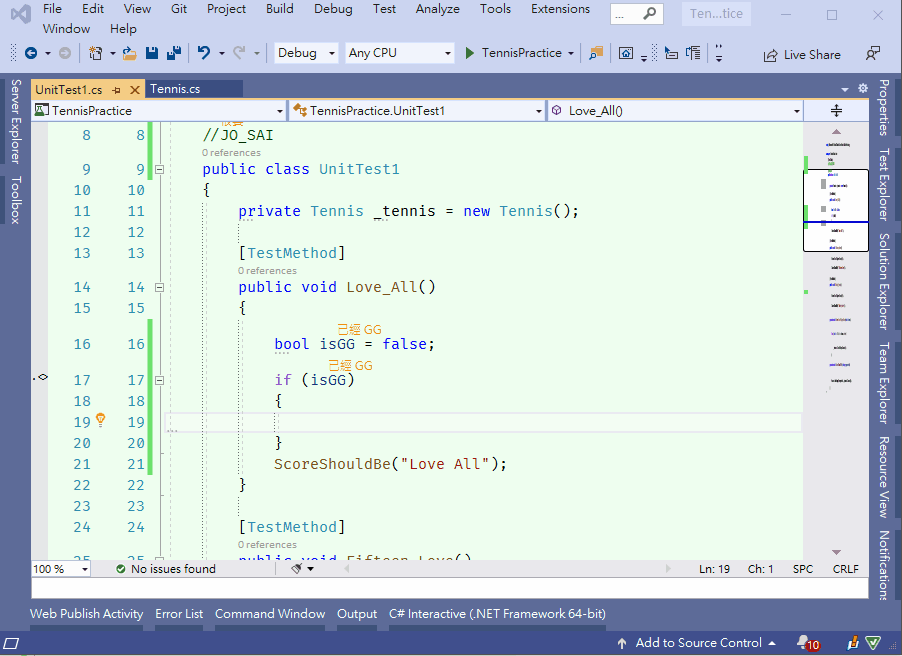 File Edit View Git Project Build Debug Test Analyze Tools Extensions ... Ten...tice
Window Help
Debug Any CPU TennisPractice Live Share
UnitTest1.cs Tennis.cs
TennisPractice TennisPractice.UnitTest1 Love_All()
8 8 //JO_SAI
0 references
9 9 public class UnitTest1
10 10 {
11 11 private Tennis _tennis = new Tennis();
12 12
13 13 [TestMethod]
0 references
14 14 public void Love_All()
15 15 {
已經 GG
16 16 bool isGG = false;
已經 GG
17 17 if (isGG)
18 18 {
19 19
20 20 }
21 21 ScoreShouldBe("Love All");
22 22 }
23 23
24 24 [TestMethod]
0 references
25 25 public void Fifteen_Love()
100 % No issues found Ln: 19 Ch: 1 SPC CRLF
Web Publish Activity Error List Command Window Output C# Interactive (.NET Framework 64-bit)
Add to Source Control 10
Server Explorer
Toolbox
Properties
Test Explorer
Solution Explorer
Team Explorer
Resource View
Notifications